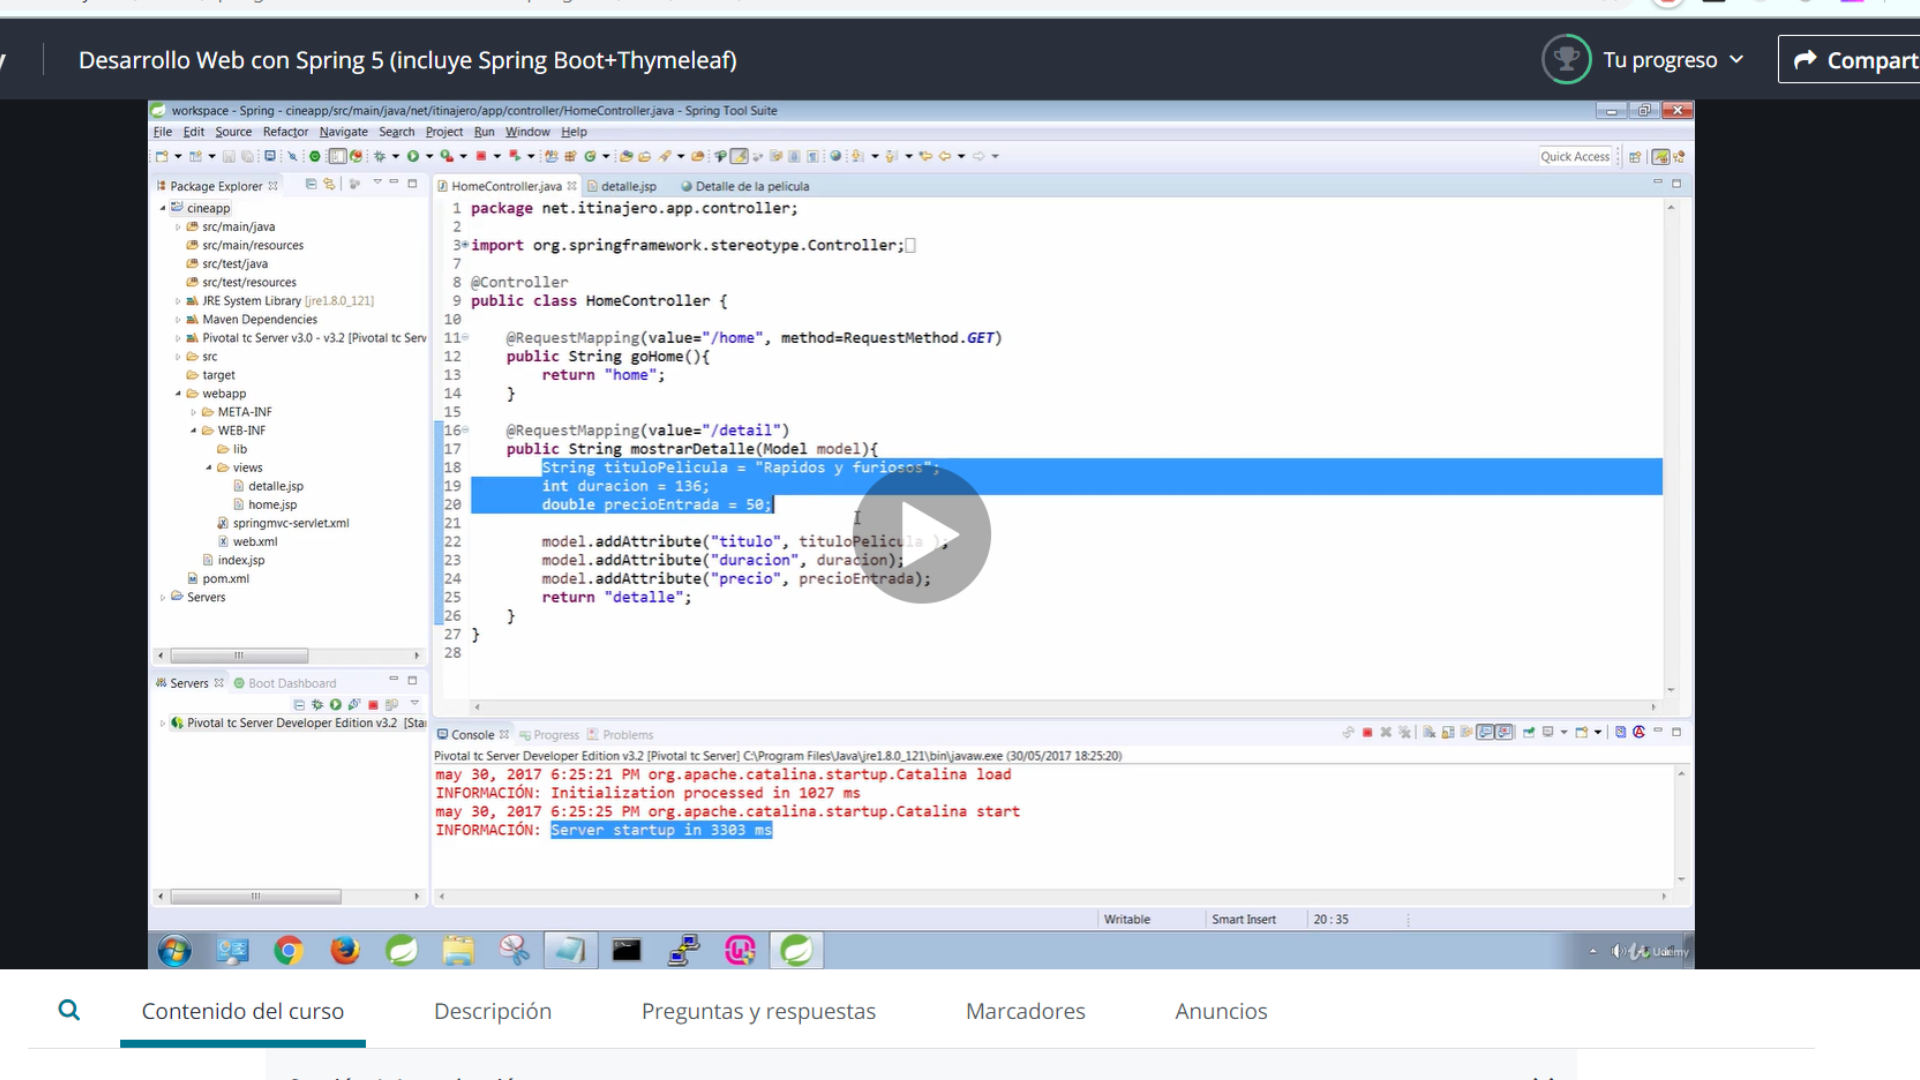 Desarrollo Web con Spring 5 (incluye Spring Boot+Thymeleaf)
Tu progreso
Compart
workspace - Spring - cineapp/src/main/java/net/itinajero/app/controller/HomeController.java - Spring Tool Suite
File Edit Source Refactor Navigate Search Project Run Window Help
Quick Access
Package Explorer
HomeController.java detalle.jsp Detalle de la pelicula
cineapp
src/main/java
src/main/resources
src/test/java
src/test/resources
JRE System Library [jre1.8.0_121]
Maven Dependencies
Pivotal tc Server v3.0 - v3.2 [Pivotal tc Serv
src
target
webapp
META-INF
WEB-INF
lib
views
detalle.jsp
home.jsp
springmvc-servlet.xml
web.xml
index.jsp
pom.xml
Servers
1 package net.itinajero.app.controller;
2
3 import org.springframework.stereotype.Controller;
7
8 @Controller
9 public class HomeController {
10
11 @RequestMapping(value="/home", method=RequestMethod.GET)
12 public String goHome(){
13 return "home";
14 }
15
16 @RequestMapping(value="/detail")
17 public String mostrarDetalle(Model model){
18 String tituloPelicula = "Rapidos y furiosos";
19 int duracion = 136;
20 double precioEntrada = 50;
21
22 model.addAttribute("titulo", tituloPelicula );
23 model.addAttribute("duracion", duracion);
24 model.addAttribute("precio", precioEntrada);
25 return "detalle";
26 }
27 }
28
Servers Boot Dashboard
Pivotal tc Server Developer Edition v3.2 [Sta
Console Progress Problems
Pivotal tc Server Developer Edition v3.2 [Pivotal tc Server] C:\Program Files\Java\jre1.8.0_121\bin\javaw.exe (30/05/2017 18:25:20)
may 30, 2017 6:25:21 PM org.apache.catalina.startup.Catalina load
INFORMACIÓN: Initialization processed in 1027 ms
may 30, 2017 6:25:25 PM org.apache.catalina.startup.Catalina start
INFORMACIÓN: Server startup in 3303 ms
Writable Smart Insert 20 : 35
Udemy
Contenido del curso Descripción Preguntas y respuestas Marcadores Anuncios